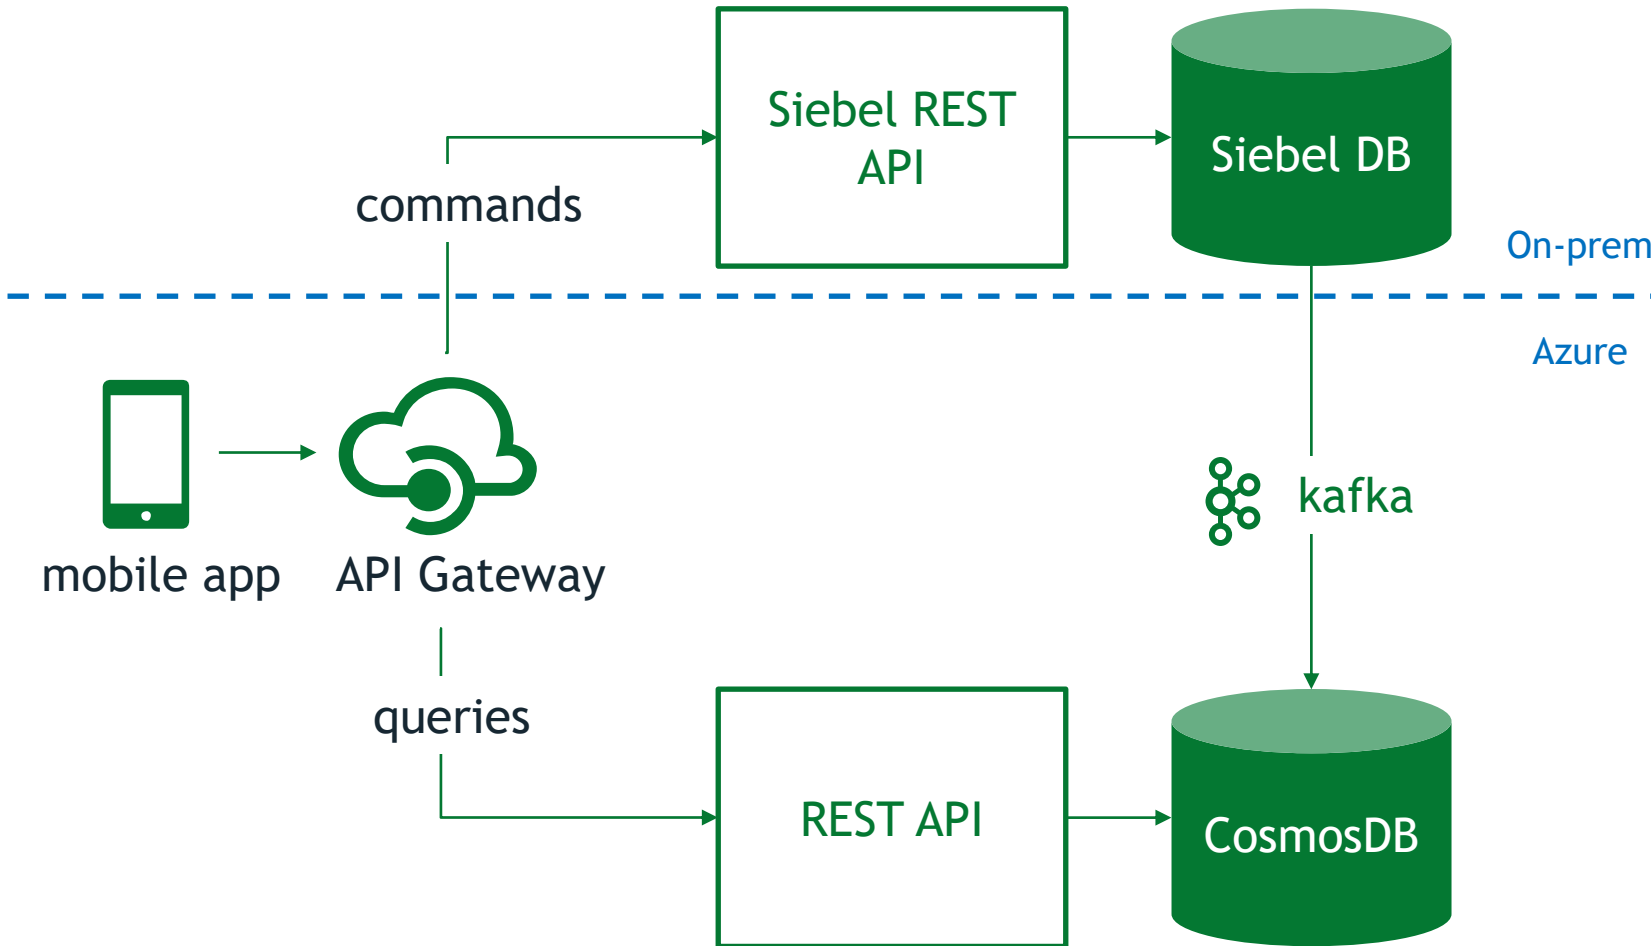 Siebel REST
API
Siebel DB
commands
On-prem
Azure
kafka
mobile app
API Gateway
queries
REST API
CosmosDB